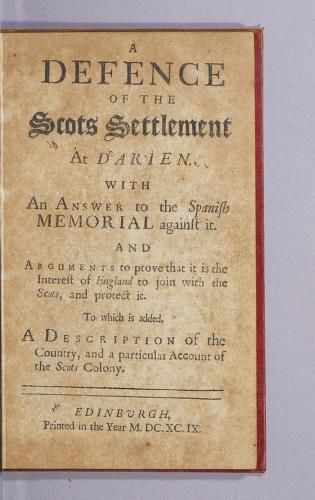 A
DEFENCE
OF THE
Scots Settlement
At DARIEN.
WITH
An ANSWER to the Spaniſh
MEMORIAL againſt it.
AND
ARGUMENTS to prove that it is the
Intereſt of England to join with the
Scots, and protect it.
To which is added,
A DESCRIPTION of the
Country, and a particular Account of
the Scots Colony.
EDINBURGH,
Printed in the Year M. DC. XC. IX.